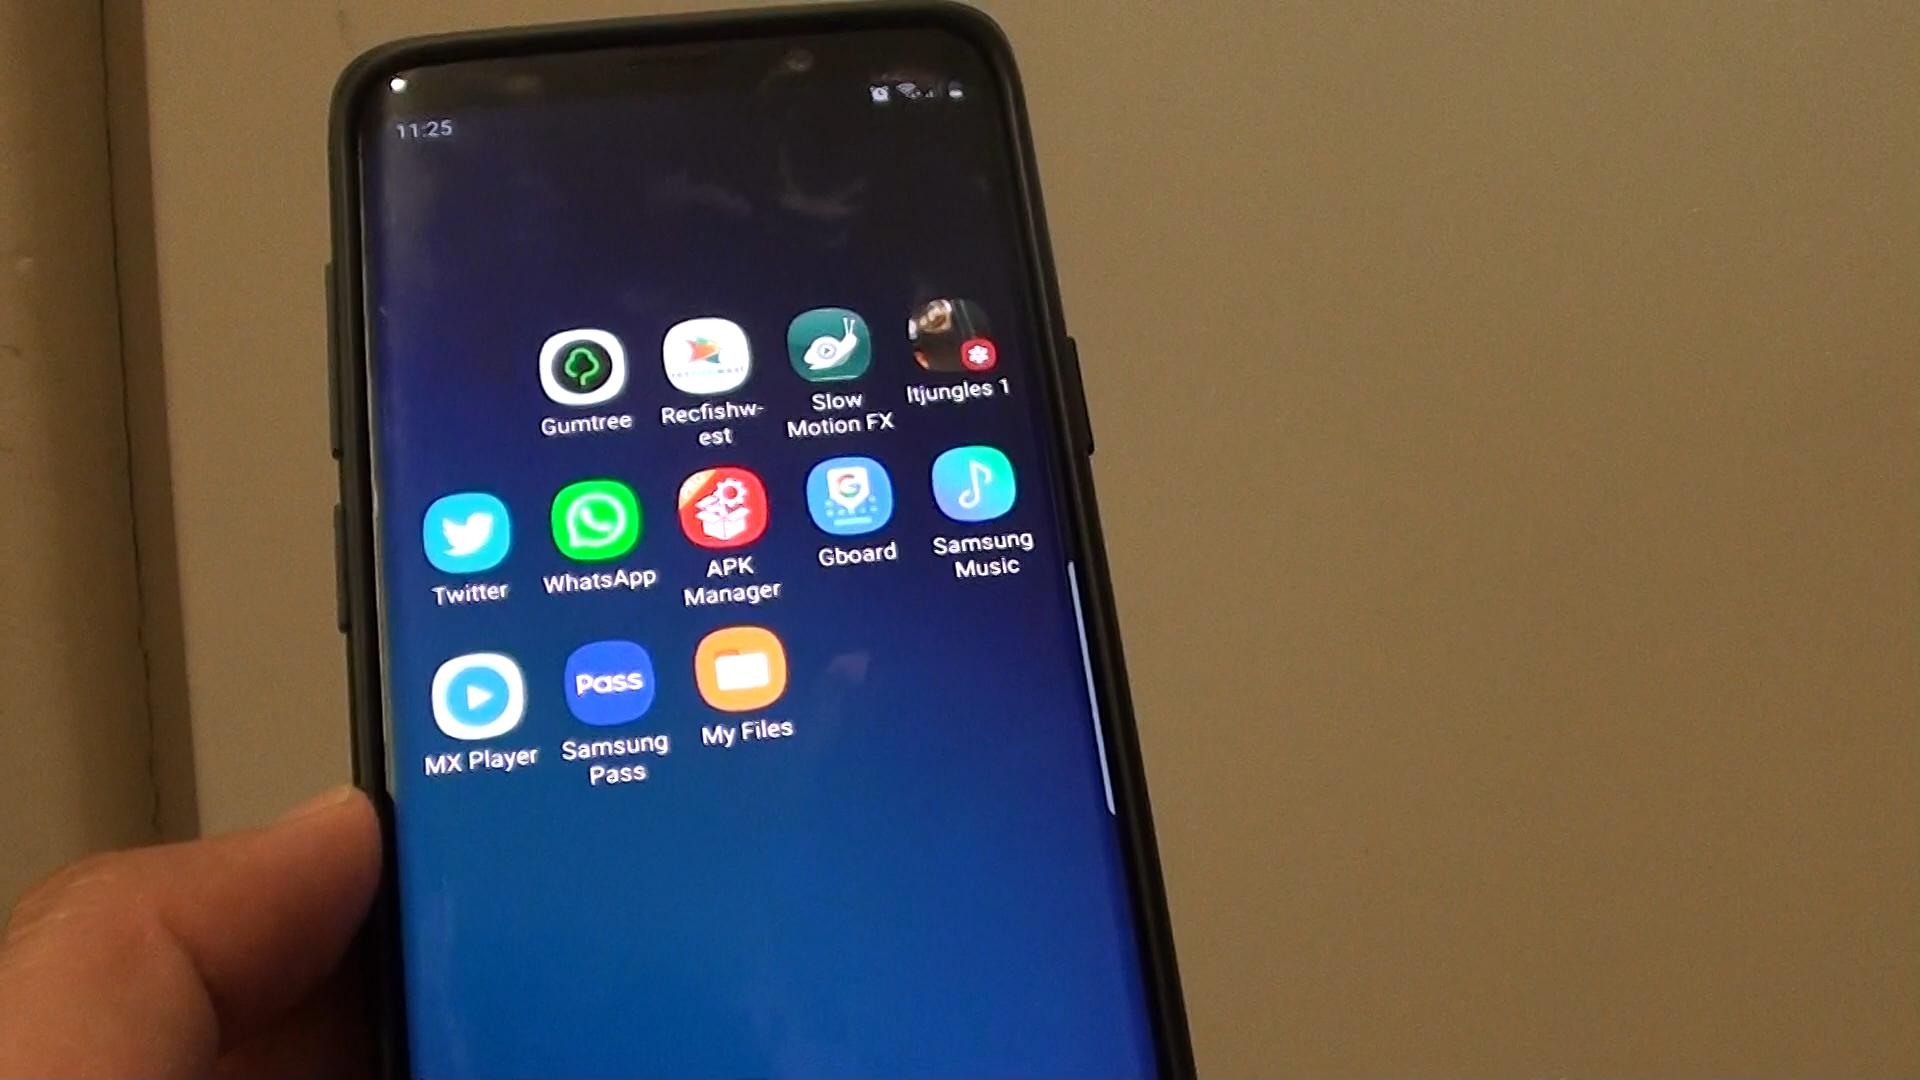 11:25
Gumtree
Recfishw-
est
Slow
Motion FX
Itjungles 1
Twitter
WhatsApp
APK
Manager
Gboard
Samsung
Music
MX Player
Pass
Samsung
Pass
My Files